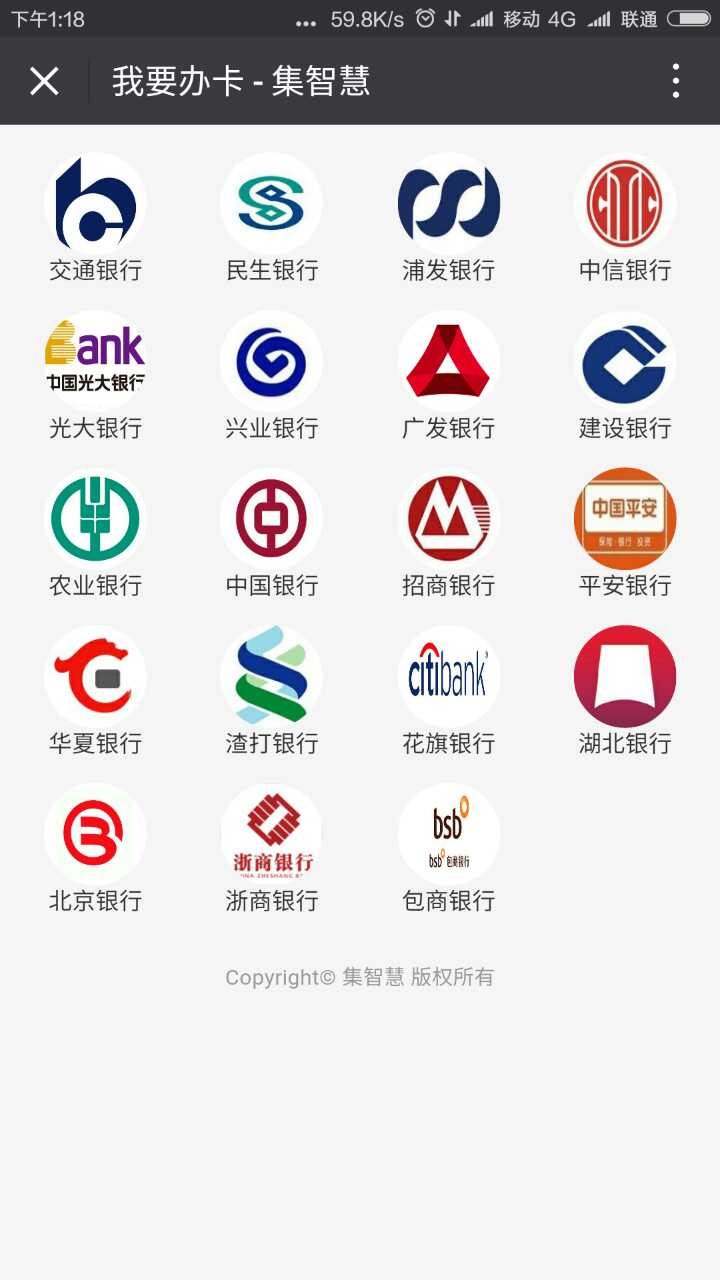 下午1:18 ... 59.8K/s 移动 4G 联通
我要办卡 - 集智慧
交通银行 民生银行 浦发银行 中信银行
Bank
中国光大银行
中国平安
保险·银行·投资
光大银行 兴业银行 广发银行 建设银行
农业银行 中国银行 招商银行 平安银行
citibank
华夏银行 渣打银行 花旗银行 湖北银行
浙商银行
bsb
bsb 包商银行
北京银行 浙商银行 包商银行
Copyright© 集智慧 版权所有